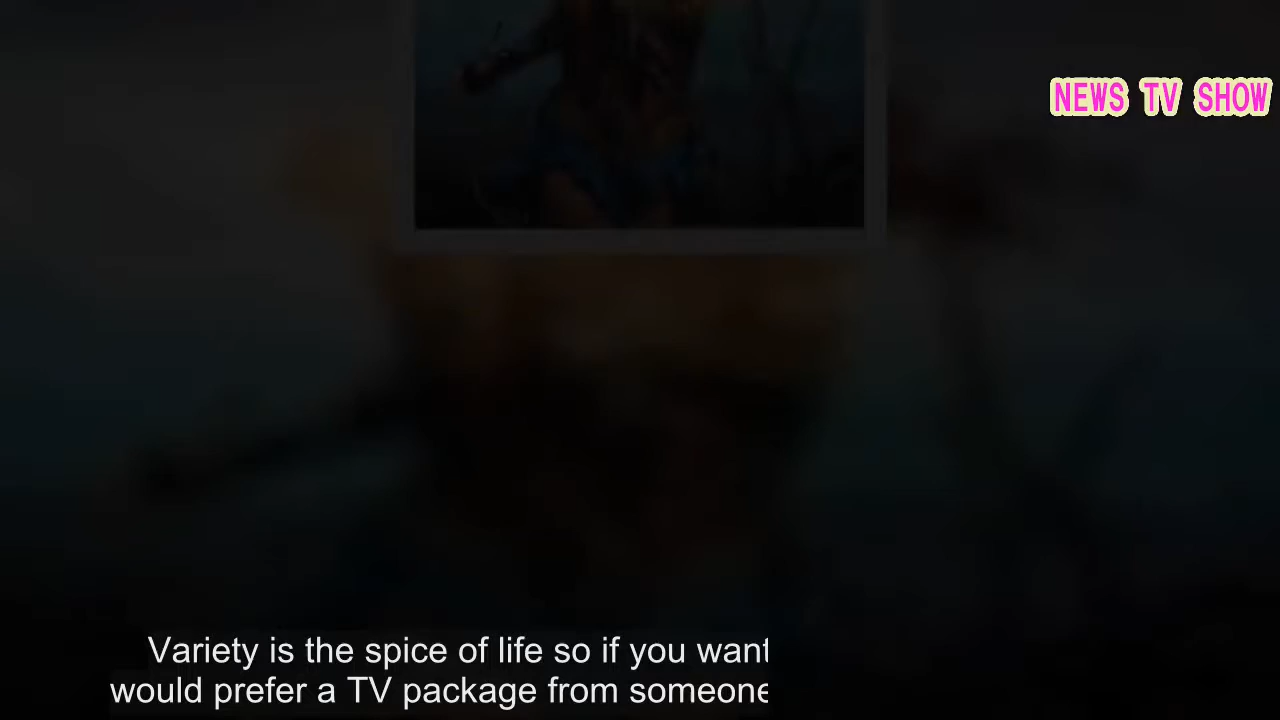 NEWS TV SHOW
Variety is the spice of life so if you want
would prefer a TV package from someone